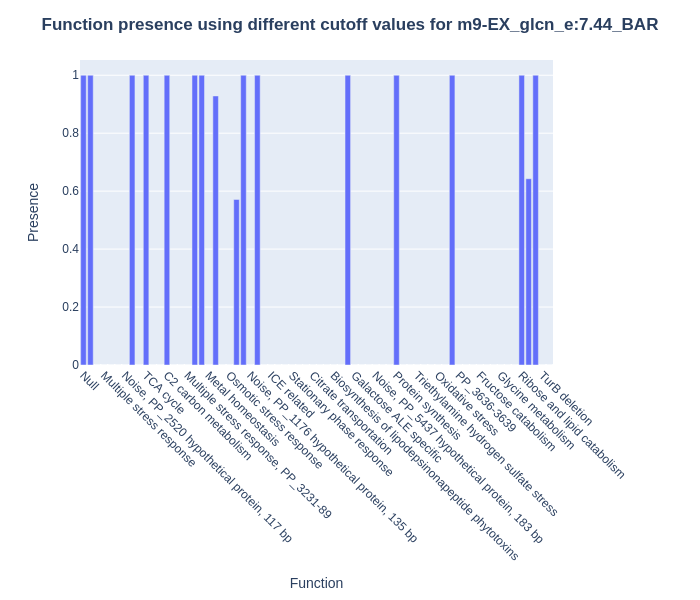 Function presence using different cutoff values for m9-EX_glcn_e:7.44_BAR
Presence
1
0.8
0.6
0.4
0.2
0
Null
Multiple stress response
Noise, PP_2520 hypothetical protein, 117 bp
TCA cycle
C2 carbon metabolism
Multiple stress response, PP_3231-89
Metal homeostasis
Osmotic stress response
Noise, PP_1176 hypothetical protein, 135 bp
ICE related
Stationary phase response
Citrate transportation
Biosynthesis of lipodepsinonapeptide phytotoxins
Galactose ALE specific
Noise, PP_5437 hypothetical protein, 183 bp
Protein synthesis
Triethylamine hydrogen sulfate stress
Oxidative stress
PP_3636-3639
Fructose catabolism
Glycine metabolism
Ribose and lipid catabolism
TurB deletion
Function